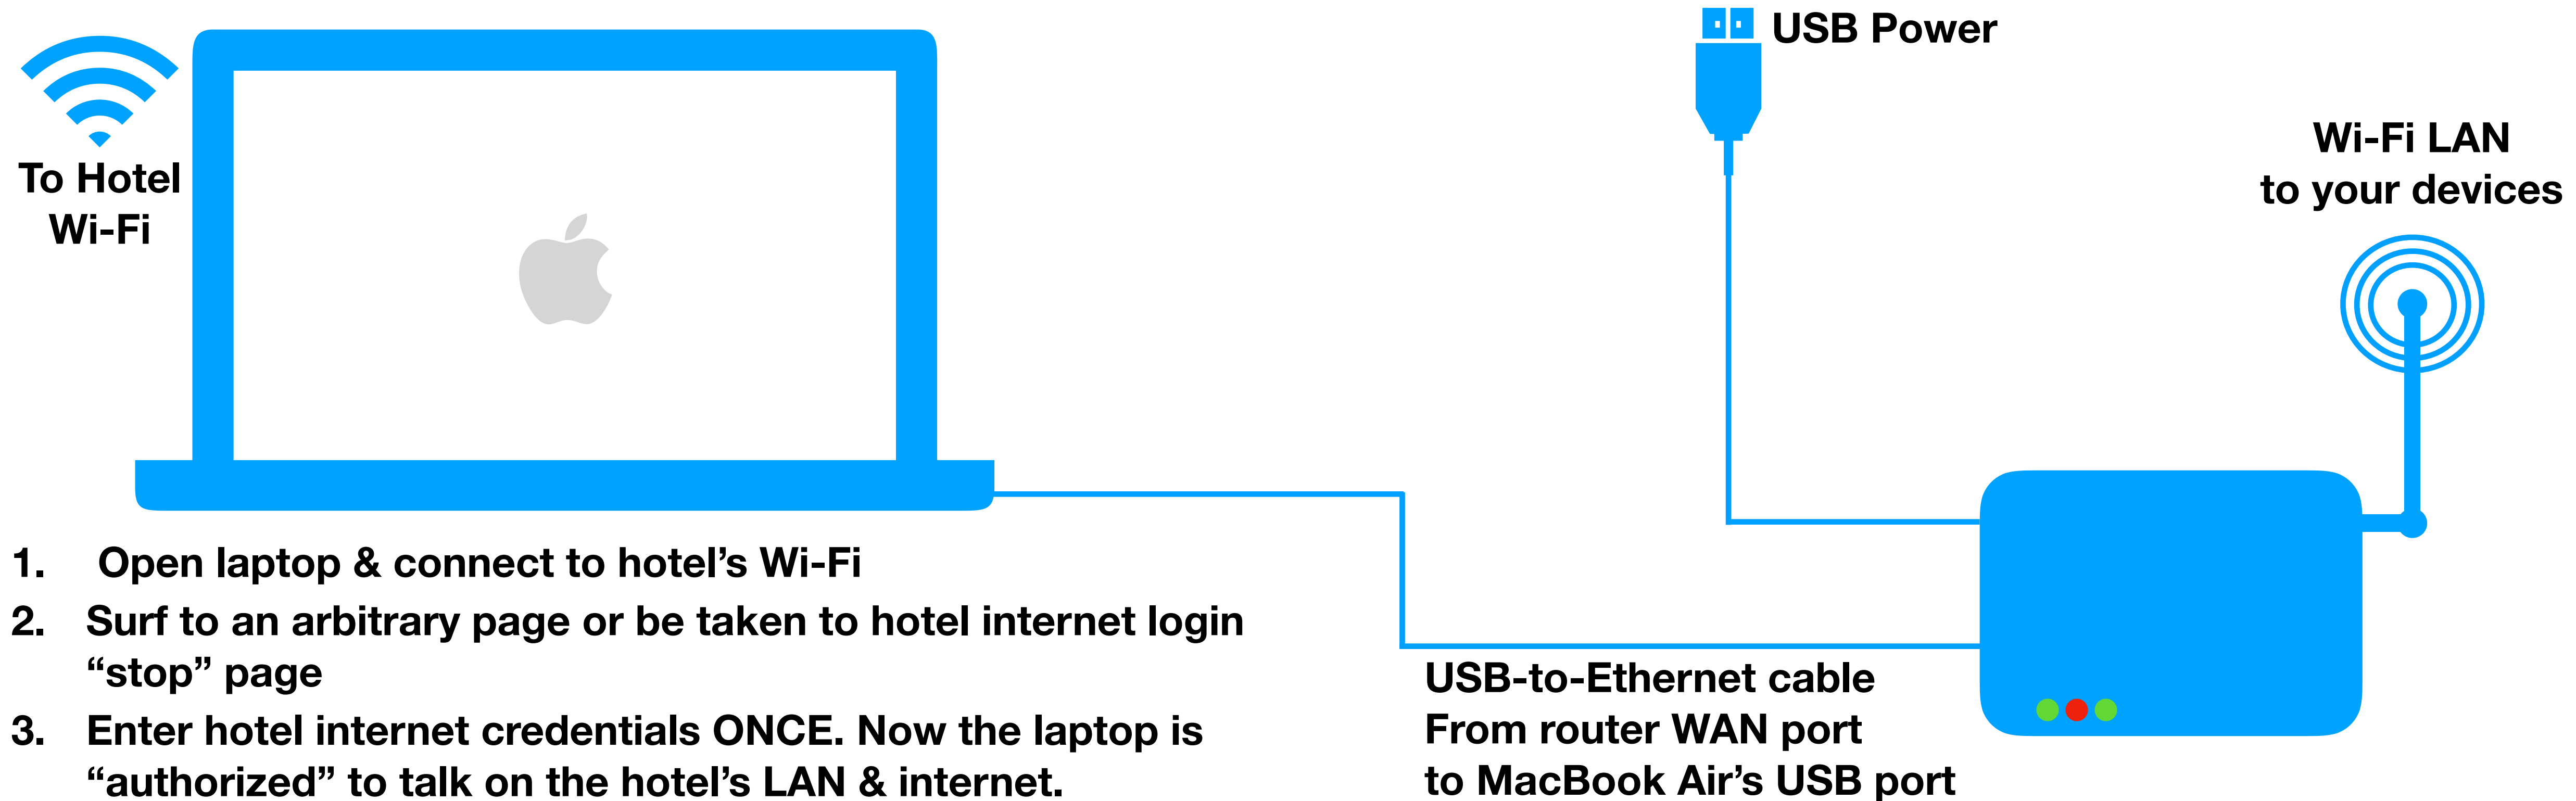 To Hotel
Wi-Fi
USB Power
Wi-Fi LAN
to your devices
1. Open laptop & connect to hotel’s Wi-Fi
2. Surf to an arbitrary page or be taken to hotel internet login
“stop” page
3. Enter hotel internet credentials ONCE. Now the laptop is
“authorized” to talk on the hotel’s LAN & internet.
USB-to-Ethernet cable
From router WAN port
to MacBook Air’s USB port